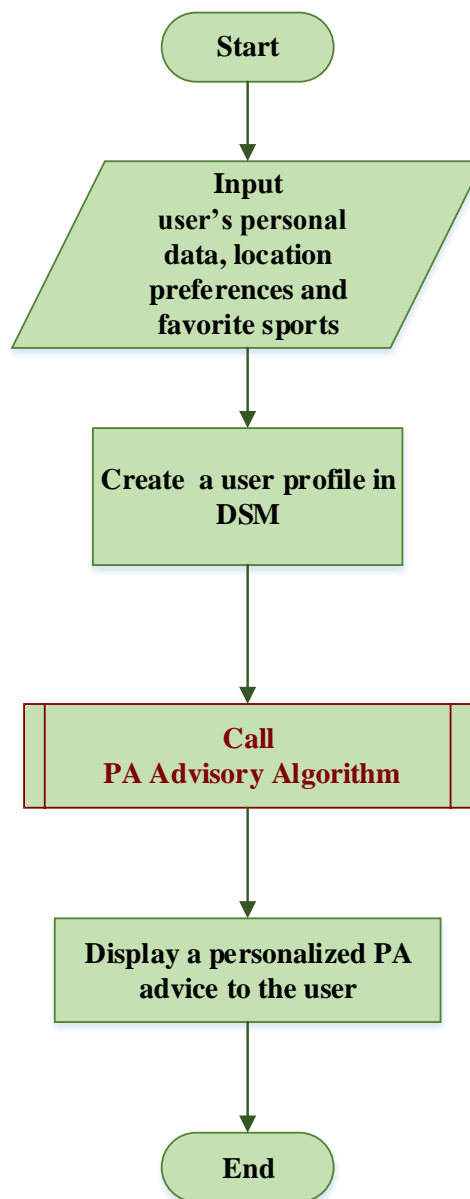 Start
Input
user’s personal
data, location
preferences and
favorite sports
Create  a user profile in
DSM
Call
PA Advisory Algorithm
Display a personalized PA
advice to the user
End